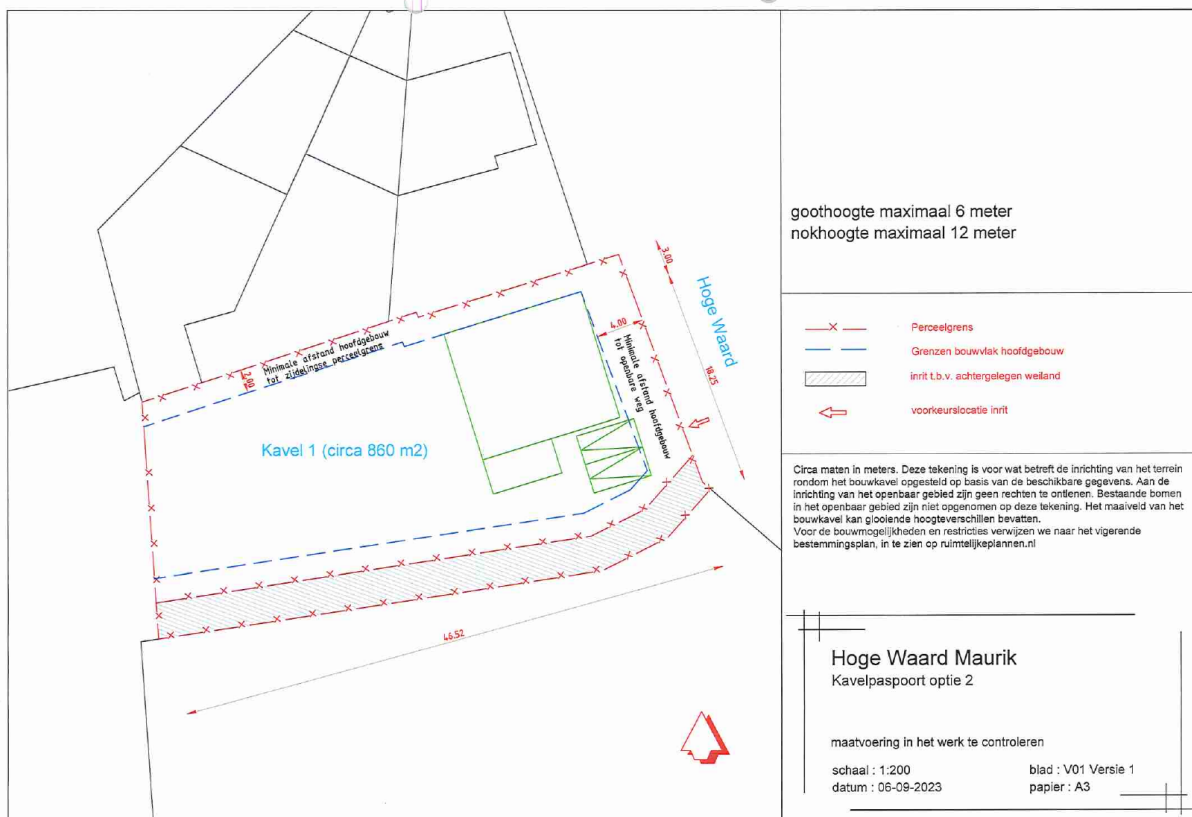 goothoogte maximaal 6 meter
nokhoogte maximaal 12 meter
3.00
Hoge Waard
18.25
4.00
Minimale afstand hoofdgebouw
tot openbare weg
Minimale afstand hoofdgebouw
tot zijdelingse perceelgrens
2.00
Kavel 1 (circa 860 m2)
46.52
Perceelgrens
Grenzen bouwvlak hoofdgebouw
inrit t.b.v. achtergelegen weiland
voorkeurslocatie inrit
Circa maten in meters. Deze tekening is voor wat betreft de inrichting van het terrein
rondom het bouwkavel opgesteld op basis van de beschikbare gegevens. Aan de
inrichting van het openbaar gebied zijn geen rechten te ontlenen. Bestaande bomen
in het openbaar gebied zijn niet opgenomen op deze tekening. Het maaiveld van het
bouwkavel kan glooiende hoogteverschillen bevatten.
Voor de bouwmogelijkheden en restricties verwijzen we naar het vigerende
bestemmingsplan, in te zien op ruimtelijkeplannen.nl
Hoge Waard Maurik
Kavelpaspoort optie 2
maatvoering in het werk te controleren
schaal : 1:200
blad : V01 Versie 1
datum : 06-09-2023
papier : A3